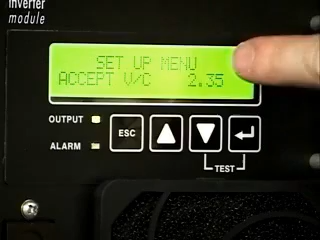 inverter
module
SET UP MENU
ACCEPT V/C 2.35
OUTPUT
ESC
ALARM
TEST